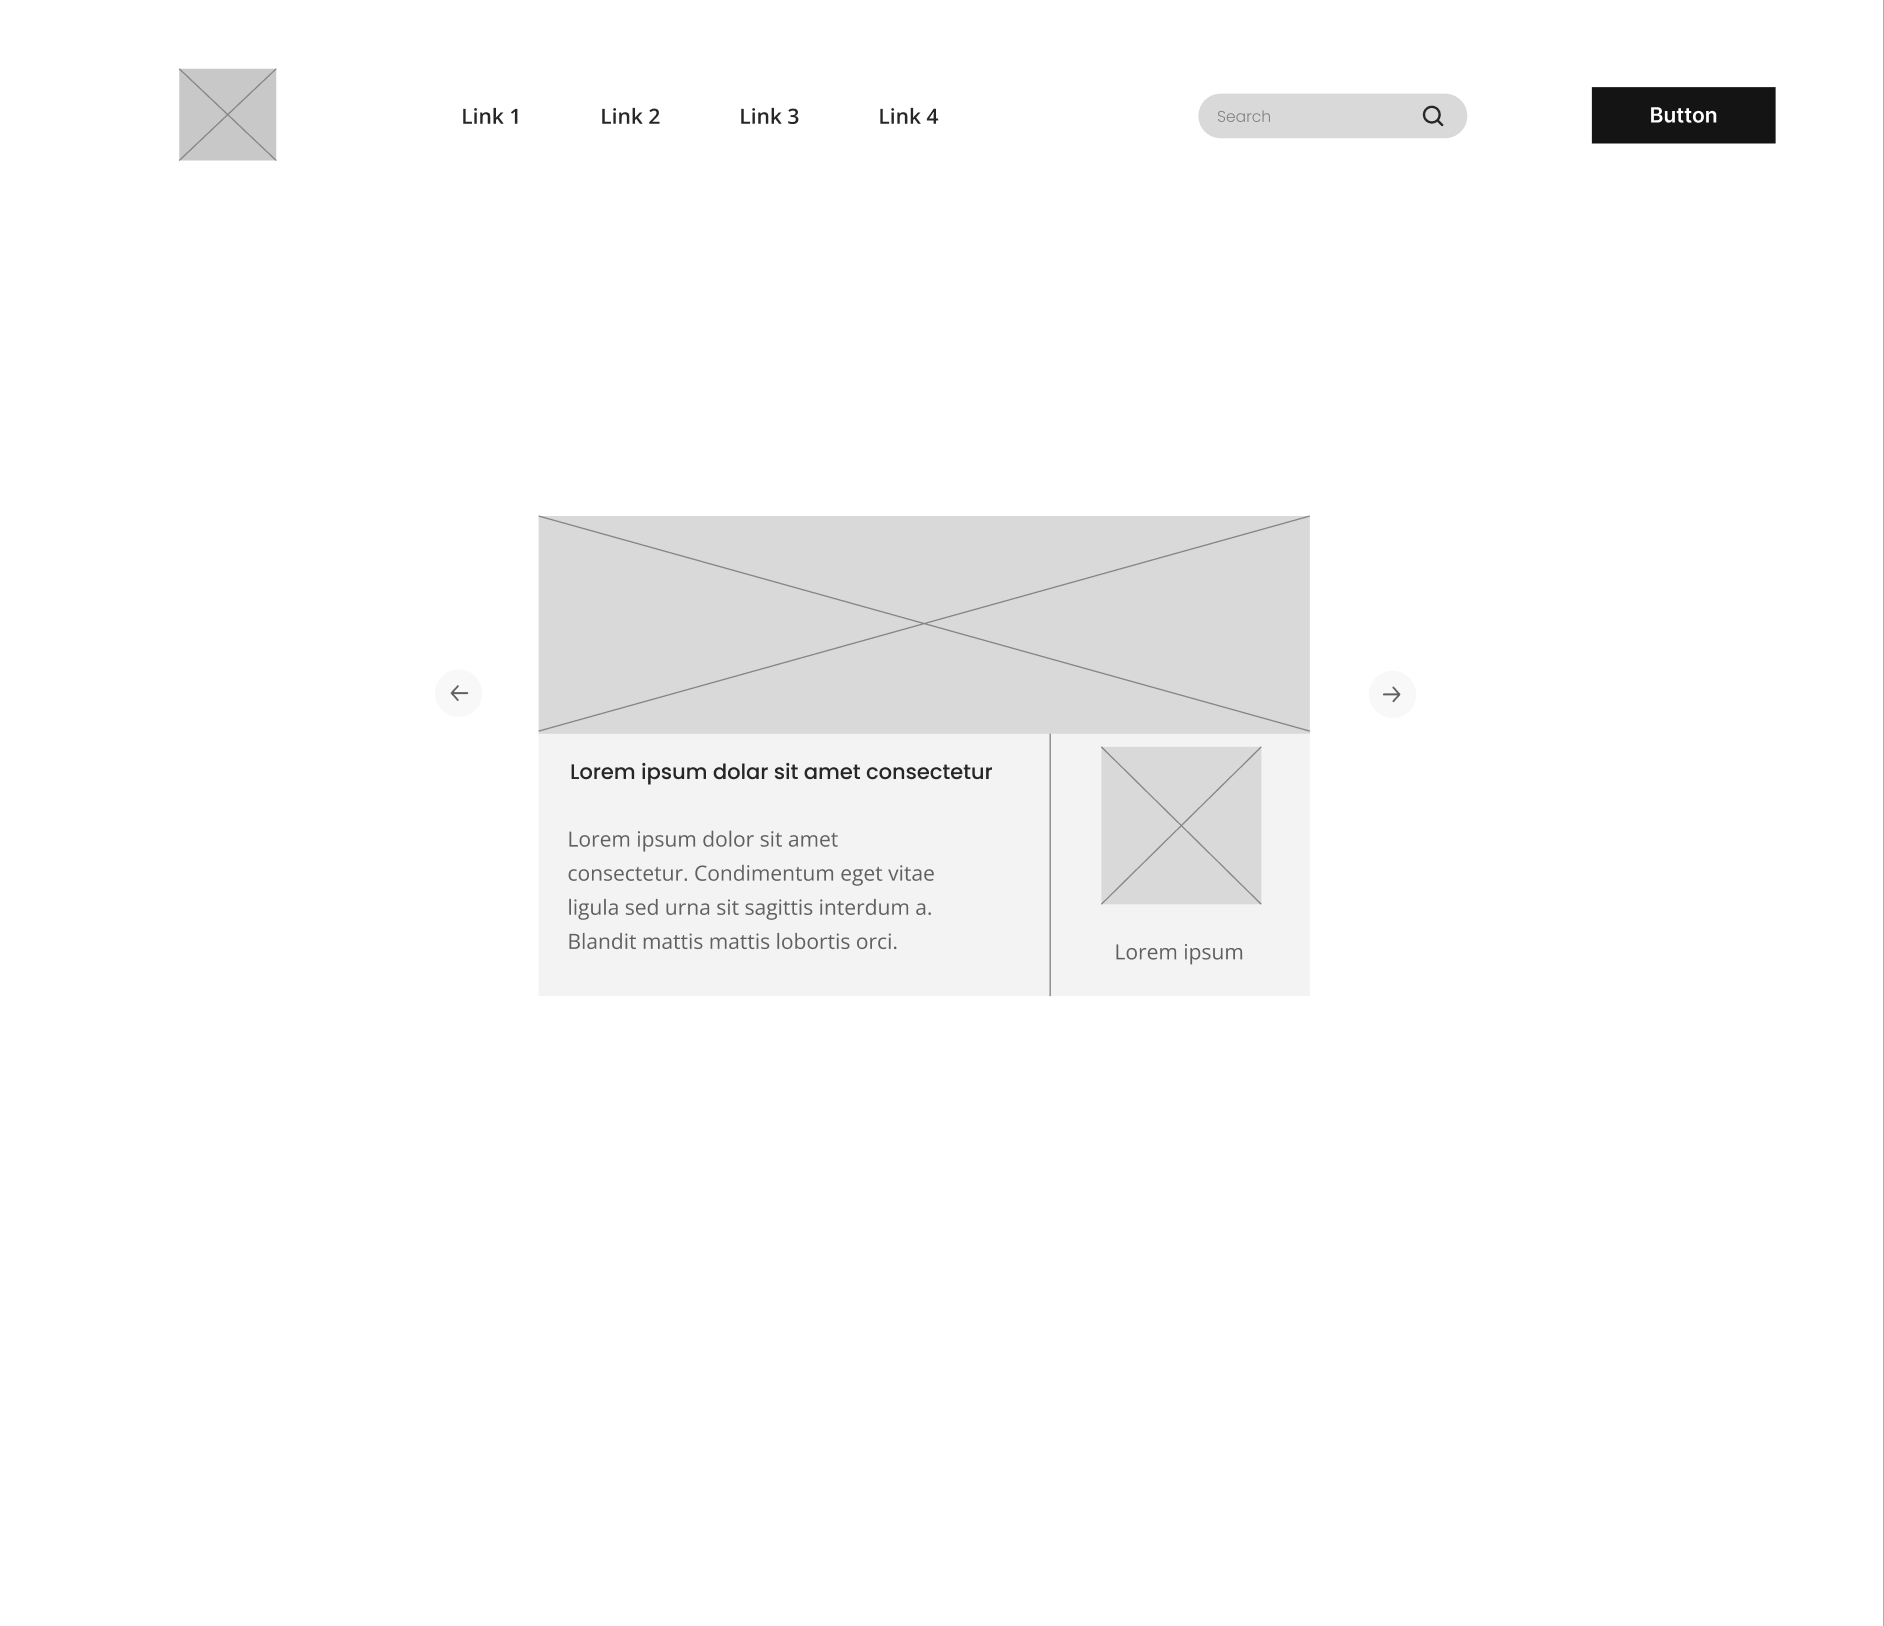 Link 1 Link 2 Link 3 Link 4 Search Button
Lorem ipsum dolar sit amet consectetur
Lorem ipsum dolor sit amet
consectetur. Condimentum eget vitae
ligula sed urna sit sagittis interdum a.
Blandit mattis mattis lobortis orci.
Lorem ipsum